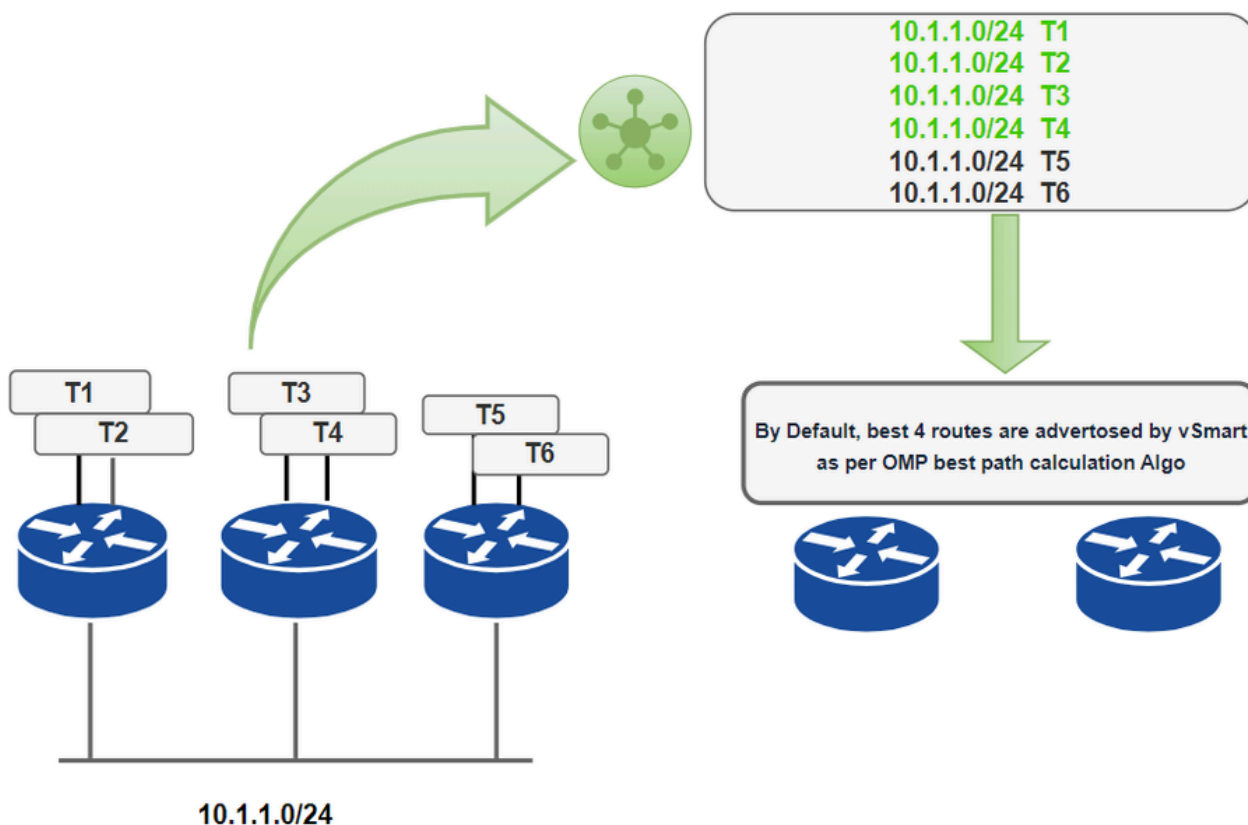 10.1.1.0/24 T1
10.1.1.0/24 T2
10.1.1.0/24 T3
10.1.1.0/24 T4
10.1.1.0/24 T5
10.1.1.0/24 T6
T1
T2
T3
T4
T5
T6
By Default, best 4 routes are advertosed by vSmart
as per OMP best path calculation Algo
10.1.1.0/24